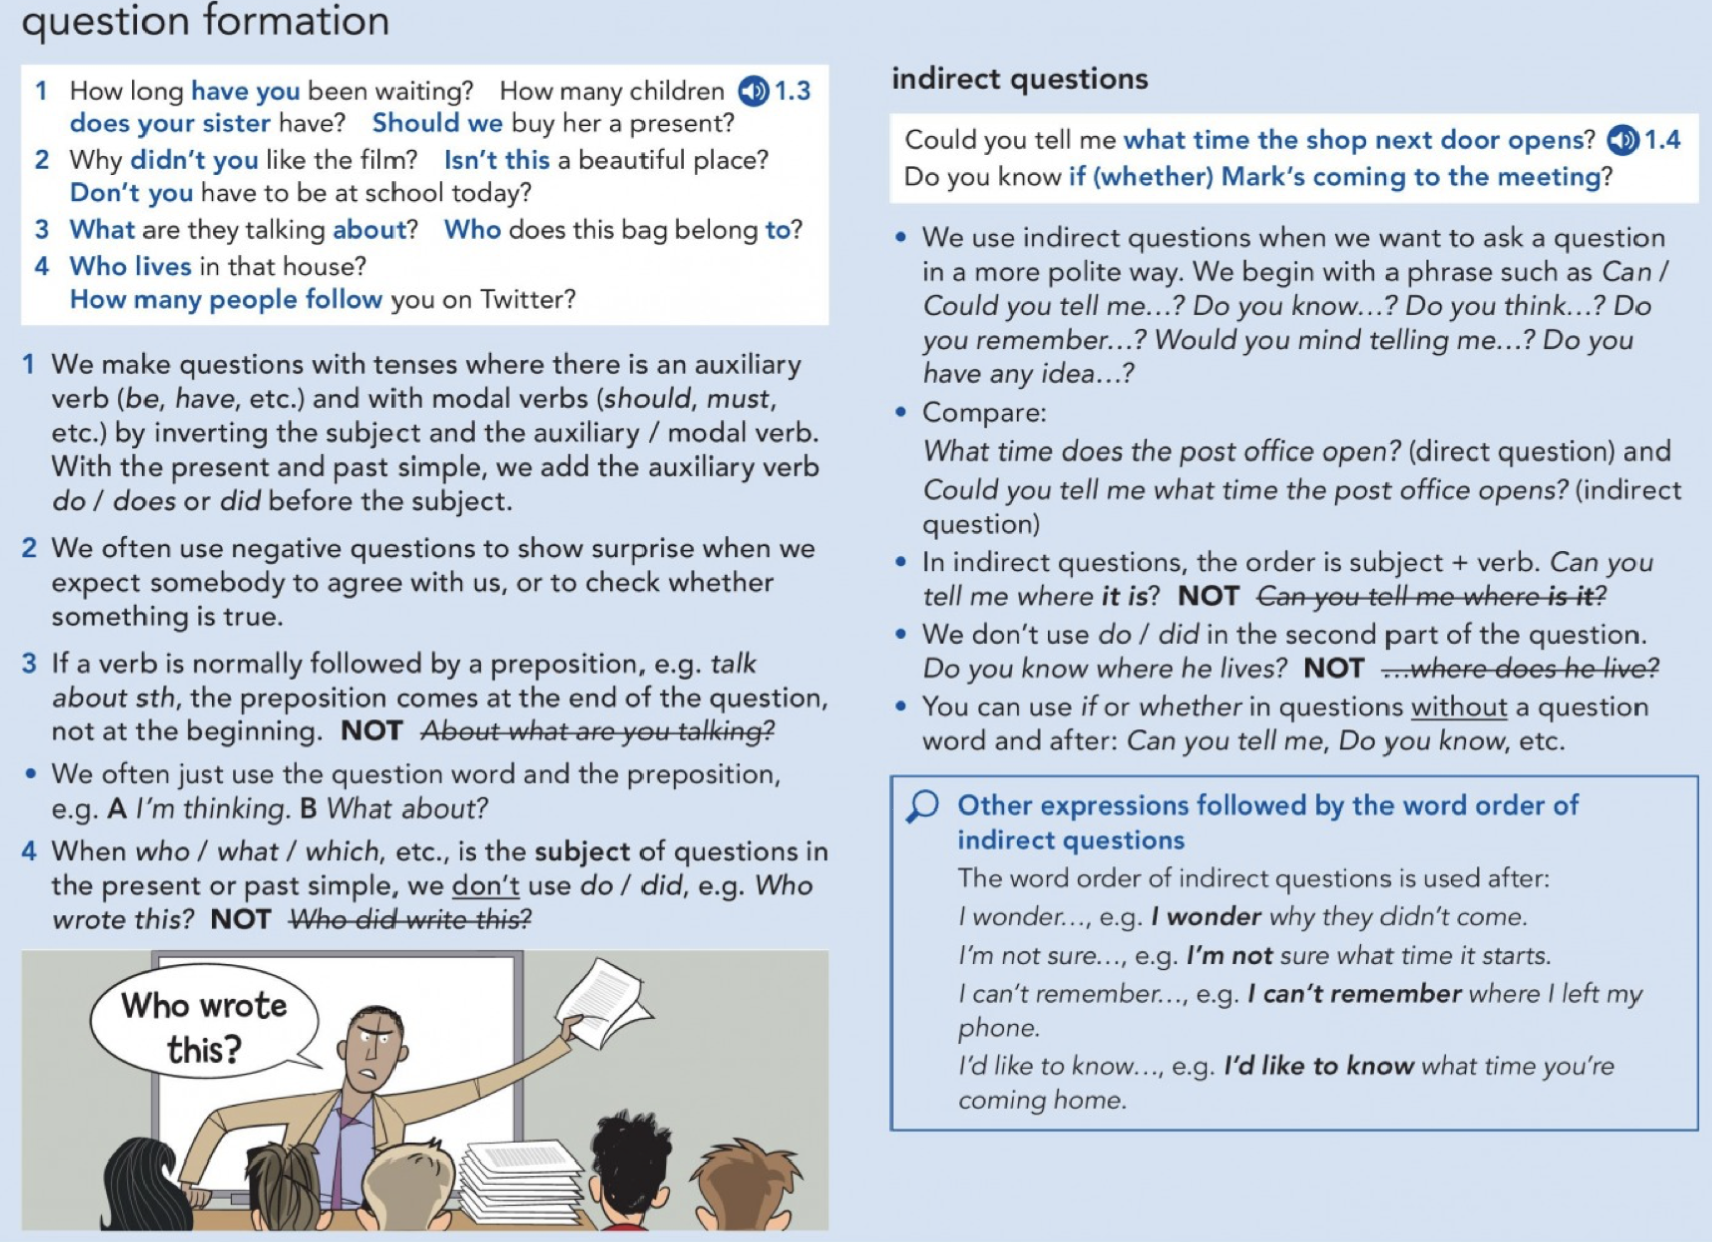 question formation
1 How long have you been waiting? How many children 1.3
does your sister have? Should we buy her a present?
2 Why didn't you like the film? Isn't this a beautiful place?
Don't you have to be at school today?
3 What are they talking about? Who does this bag belong to?
4 Who lives in that house?
How many people follow you on Twitter?
1 We make questions with tenses where there is an auxiliary
verb (be, have, etc.) and with modal verbs (should, must,
etc.) by inverting the subject and the auxiliary / modal verb.
With the present and past simple, we add the auxiliary verb
do / does or did before the subject.
2 We often use negative questions to show surprise when we
expect somebody to agree with us, or to check whether
something is true.
3 If a verb is normally followed by a preposition, e.g. talk
about sth, the preposition comes at the end of the question,
not at the beginning. NOT About what are you talking?
• We often just use the question word and the preposition,
e.g. A I'm thinking. B What about?
4 When who / what / which, etc., is the subject of questions in
the present or past simple, we don't use do / did, e.g. Who
wrote this? NOT Who did write this?
Who wrote
this?
indirect questions
Could you tell me what time the shop next door opens? 1.4
Do you know if (whether) Mark's coming to the meeting?
• We use indirect questions when we want to ask a question
in a more polite way. We begin with a phrase such as Can /
Could you tell me…? Do you know…? Do you think…? Do
you remember…? Would you mind telling me…? Do you
have any idea…?
• Compare:
What time does the post office open? (direct question) and
Could you tell me what time the post office opens? (indirect
question)
• In indirect questions, the order is subject + verb. Can you
tell me where it is? NOT Can you tell me where is it?
• We don't use do / did in the second part of the question.
Do you know where he lives? NOT …where does he live?
• You can use if or whether in questions without a question
word and after: Can you tell me, Do you know, etc.
Other expressions followed by the word order of
indirect questions
The word order of indirect questions is used after:
I wonder…, e.g. I wonder why they didn't come.
I'm not sure…, e.g. I'm not sure what time it starts.
I can't remember…, e.g. I can't remember where I left my
phone.
I'd like to know…, e.g. I'd like to know what time you're
coming home.